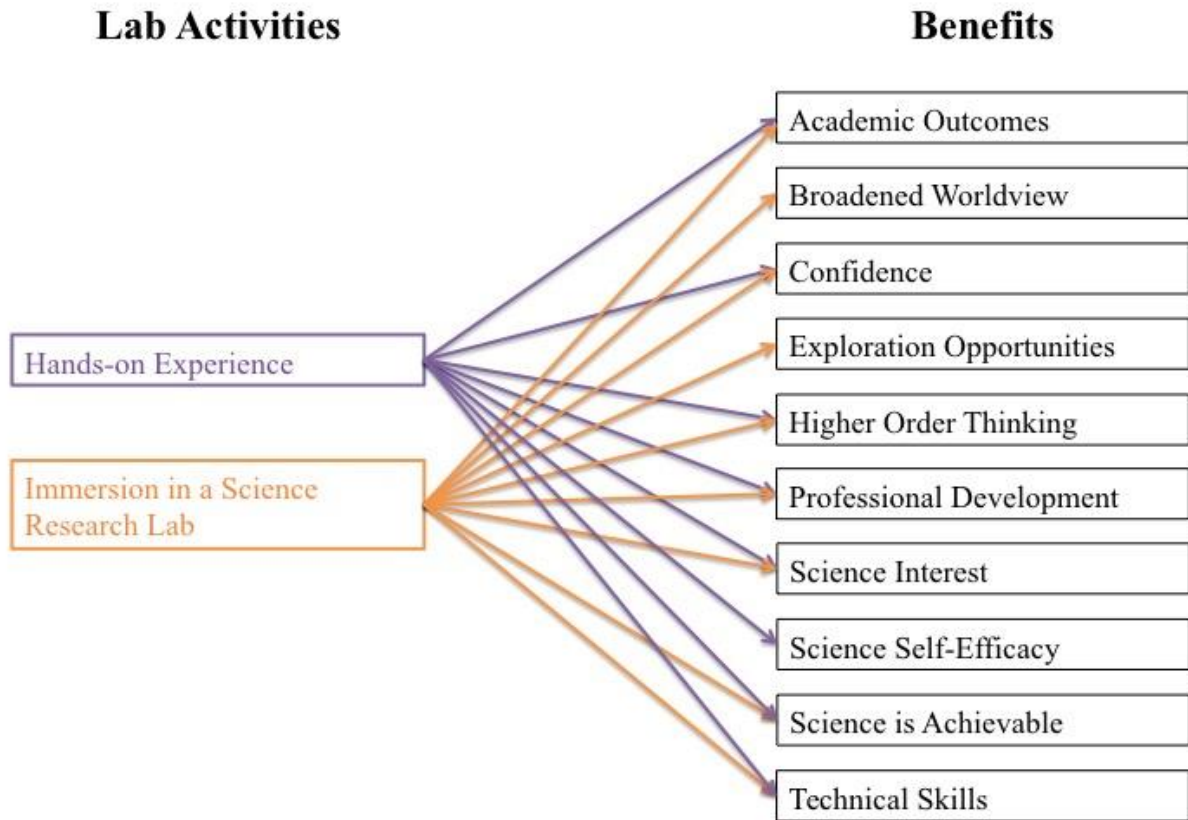 Lab Activities
Benefits
Academic Outcomes
Broadened Worldview
Confidence
Exploration Opportunities
Hands-on Experience
Higher Order Thinking
Immersion in a Science
Research Lab
Professional Development
Science Interest
Science Self-Efficacy
Science is Achievable
Technical Skills